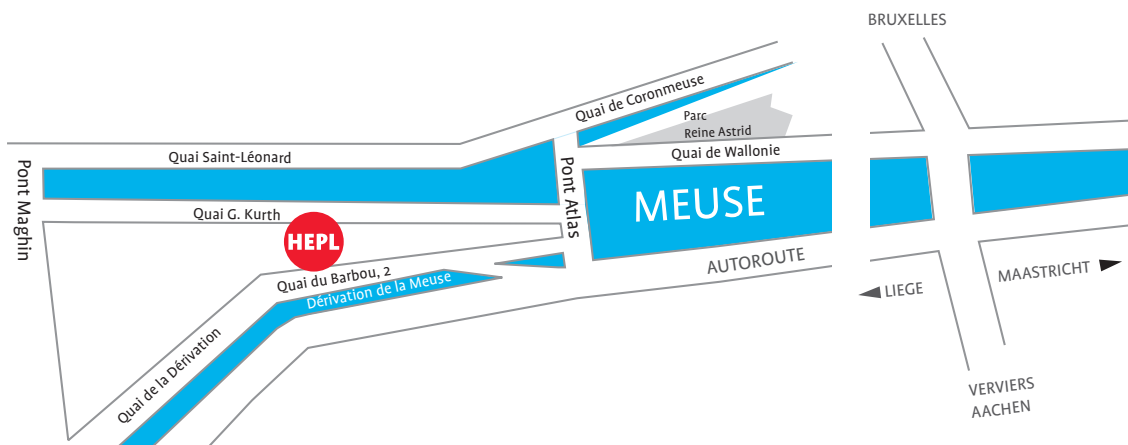 BRUXELLES
Quai de Coronmeuse
Parc
Reine Astrid
Quai Saint-Léonard
Quai de Wallonie
Pont Maghin
Pont Atlas
MEUSE
Quai G. Kurth
HEPL
AUTOROUTE
MAASTRICHT
Quai du Barbou, 2
Dérivation de la Meuse
LIEGE
Quai de la Dérivation
VERVIERS
AACHEN